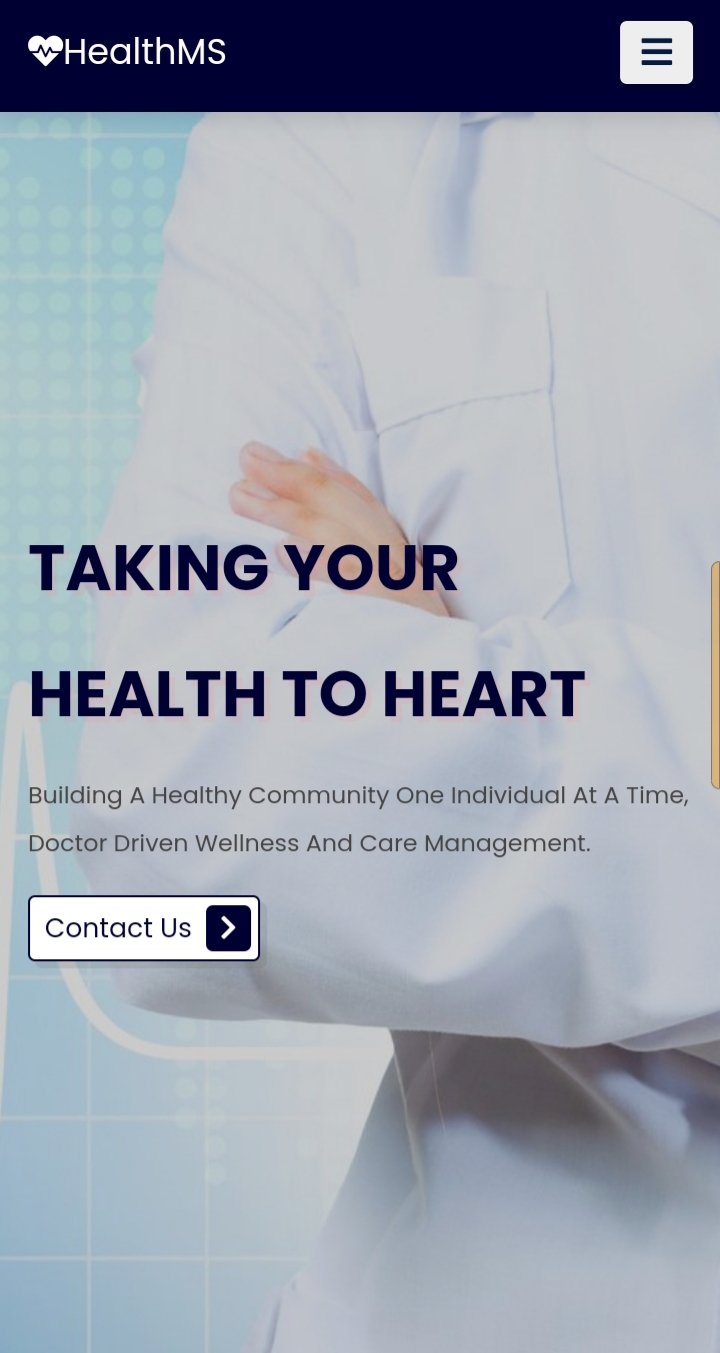 HealthMS
TAKING YOUR
HEALTH TO HEART
Building A Healthy Community One Individual At A Time,
Doctor Driven Wellness And Care Management.
Contact Us